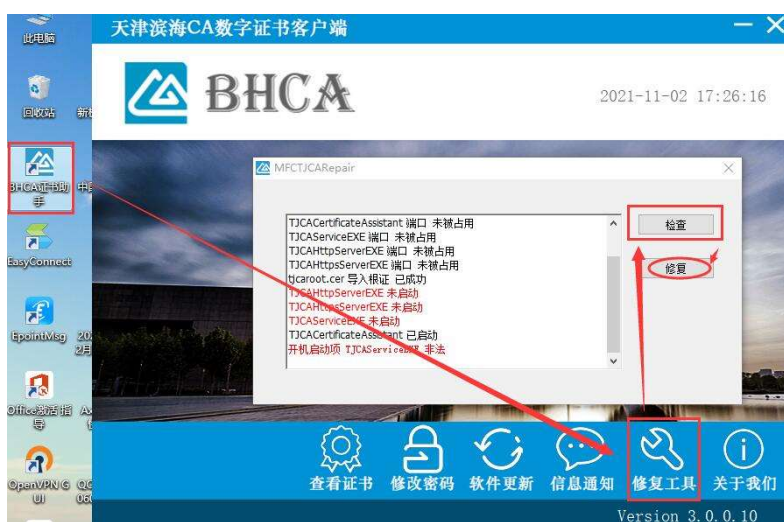 此电脑
回收站
新
BHCA证书助
手
EasyConnect
EpointMsg
20
2月
Office激活指
导
OpenVPN G
UI
QQ
060
天津滨海CA数字证书客户端
BHCA
2021-11-02 17:26:16
MFCTJCARepair
TJCACertificateAssistant 端口 未被占用
TJCAServiceEXE 端口 未被占用
TJCAHttpServerEXE 端口 未被占用
TJCAHttpsServerEXE 端口 未被占用
tjcaroot.cer 导入根证 已成功
TJCAHttpServerEXE 未启动
TJCAHttpsServerEXE 未启动
TJCAServiceEXE 未启动
TJCACertificateAssistant 已启动
开机启动项 TJCAServiceEXE 非法
检查
修复
查看证书
修改密码
软件更新
信息通知
修复工具
关于我们
Version 3.0.0.10